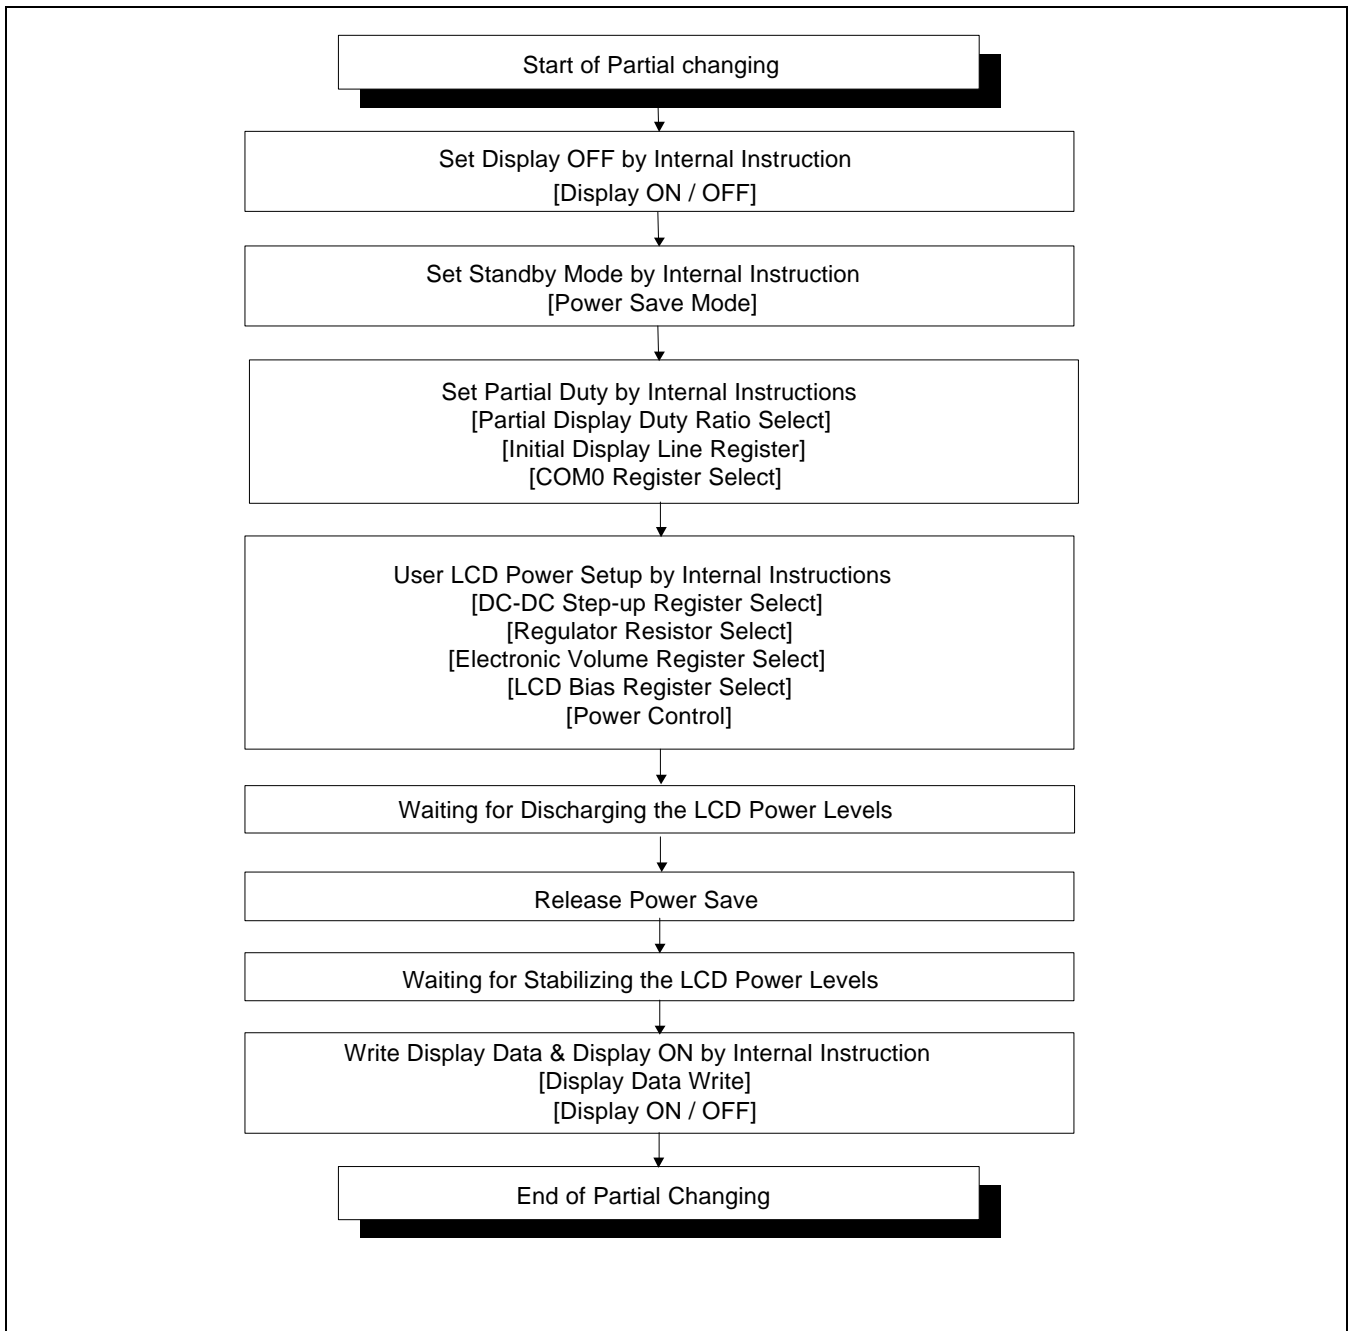 Start of Partial changing
Set Display OFF by Internal Instruction
[Display ON / OFF]
Set Standby Mode by Internal Instruction
[Power Save Mode]
Set Partial Duty by Internal Instructions
[Partial Display Duty Ratio Select]
[Initial Display Line Register]
[COM0 Register Select]
User LCD Power Setup by Internal Instructions
[DC-DC Step-up Register Select]
[Regulator Resistor Select]
[Electronic Volume Register Select]
[LCD Bias Register Select]
[Power Control]
Waiting for Discharging the LCD Power Levels
Release Power Save
Waiting for Stabilizing the LCD Power Levels
Write Display Data & Display ON by Internal Instruction
[Display Data Write]
[Display ON / OFF]
End of Partial Changing